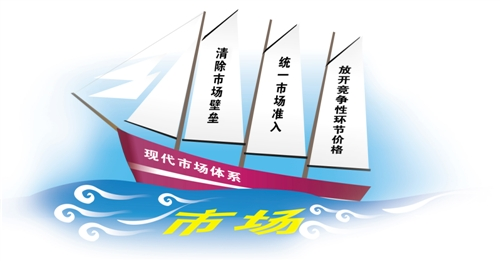 清除市场壁垒
统一市场准入
放开竞争性环节价格
现代市场体系
市场